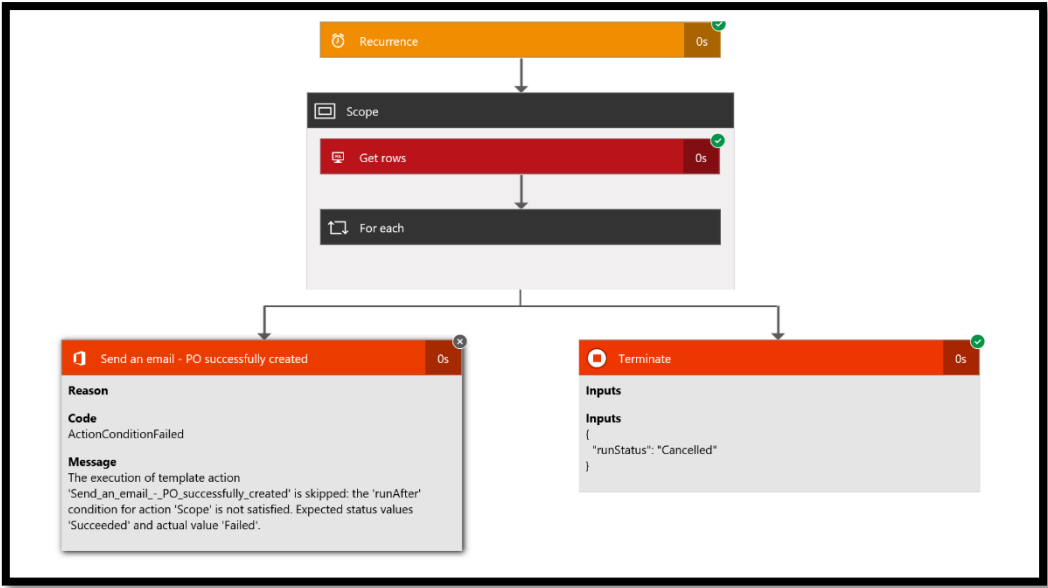 Recurrence
0s
Scope
Get rows
0s
For each
Send an email - PO successfully created
0s
Reason
Code
ActionConditionFailed
Message
The execution of template action
'Send_an_email_-_PO_successfully_created' is skipped: the 'runAfter'
condition for action 'Scope' is not satisfied. Expected status values
'Succeeded' and actual value 'Failed'.
Terminate
0s
Inputs
Inputs
{
"runStatus": "Cancelled"
}